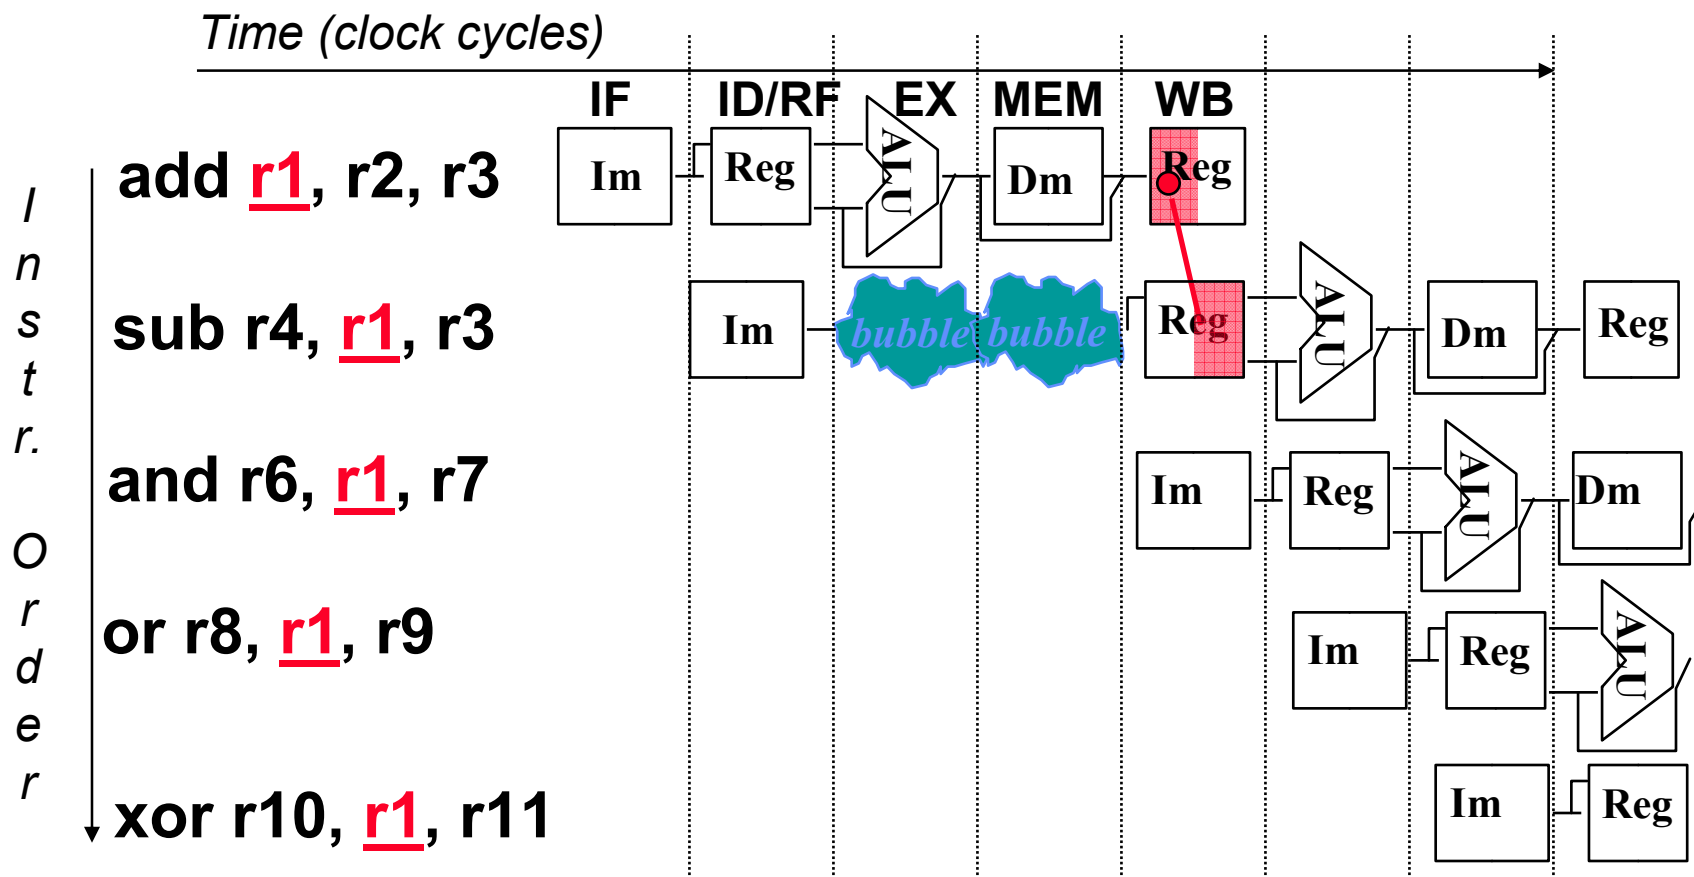 Time (clock cycles)
IF ID/RF EX MEM WB
Instr. Order
add r1, r2, r3
Im Reg ALU Dm Reg
sub r4, r1, r3
Im bubble bubble Reg ALU Dm Reg
and r6, r1, r7
Im Reg ALU Dm
or r8, r1, r9
Im Reg ALU
xor r10, r1, r11
Im Reg